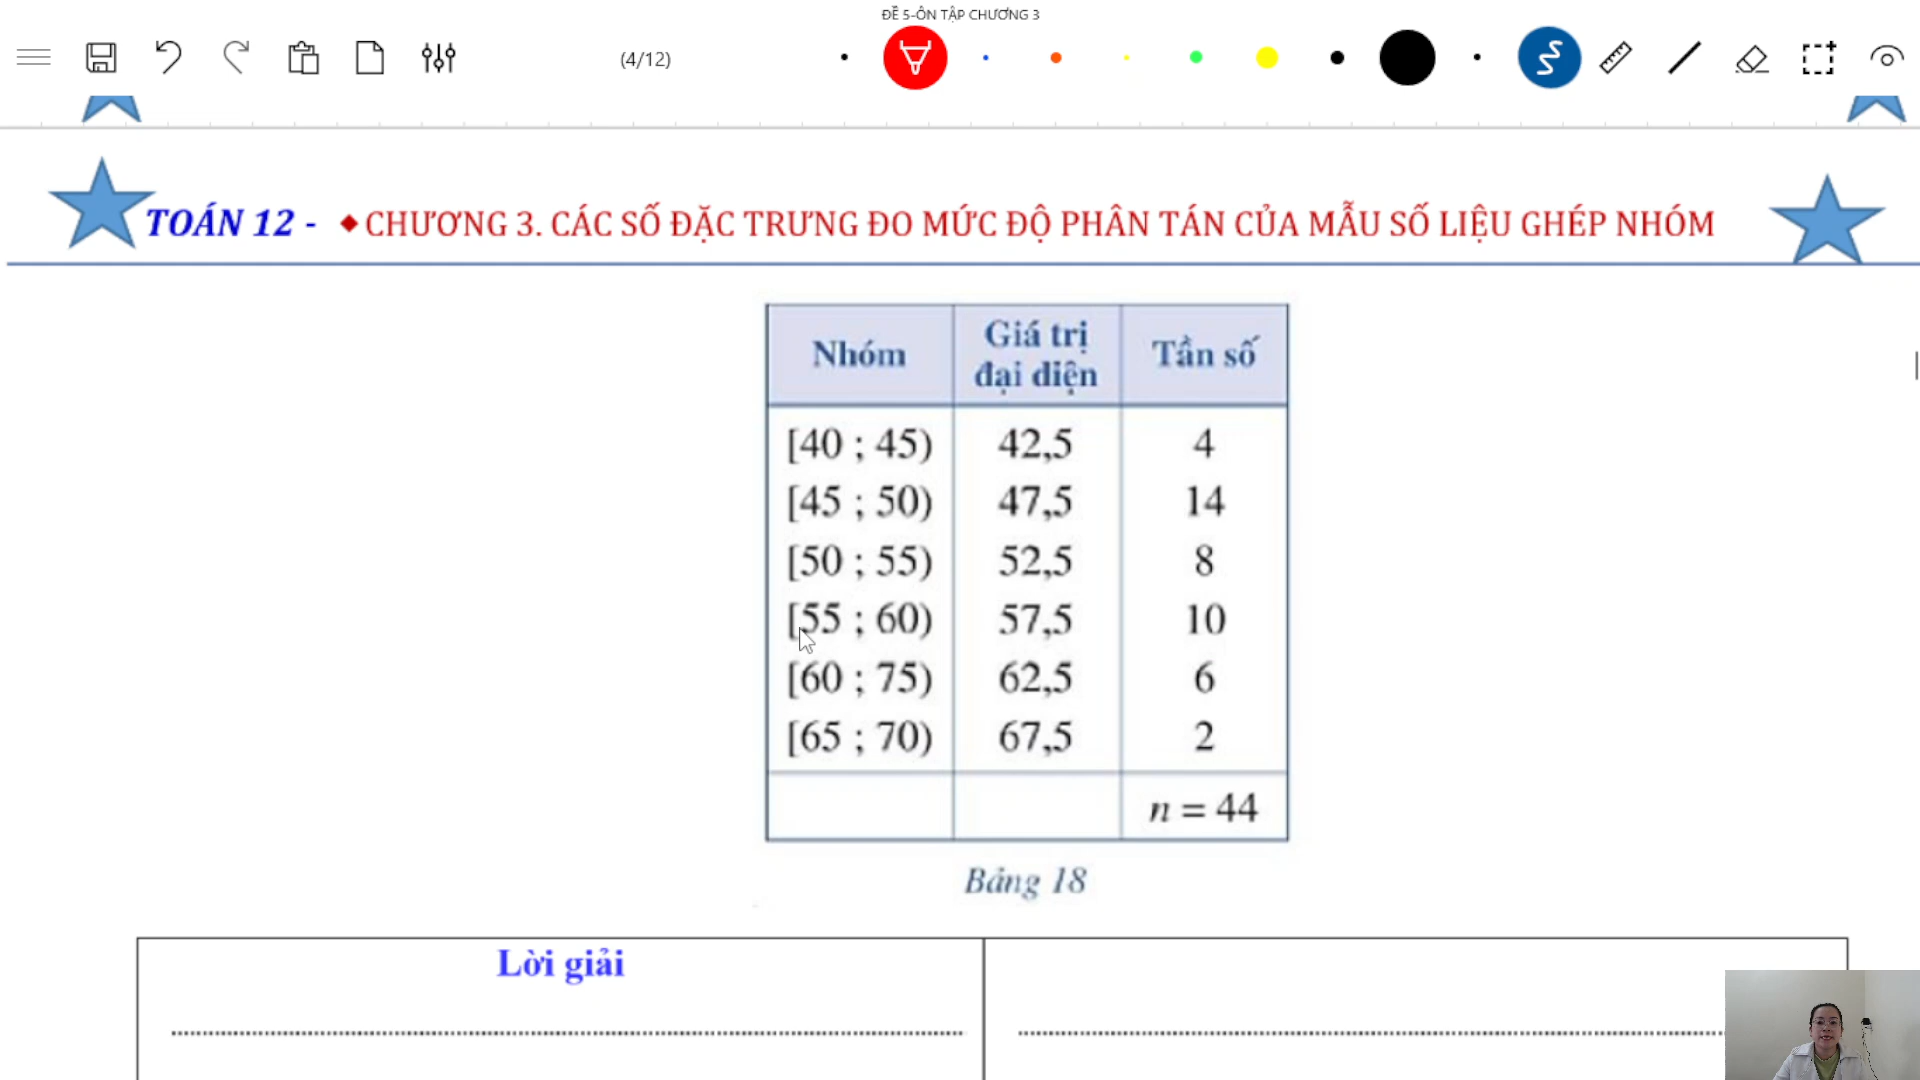 ĐỀ 5-ÔN TẬP CHƯƠNG 3
(4/12)
TOÁN 12 - ◆ CHƯƠNG 3. CÁC SỐ ĐẶC TRƯNG ĐO MỨC ĐỘ PHÂN TÁN CỦA MẪU SỐ LIỆU GHÉP NHÓM
Nhóm Giá trị đại diện Tần số
[40 ; 45) 42,5 4
[45 ; 50) 47,5 14
[50 ; 55) 52,5 8
[55 ; 60) 57,5 10
[60 ; 75) 62,5 6
[65 ; 70) 67,5 2
n = 44
Bảng 18
Lời giải